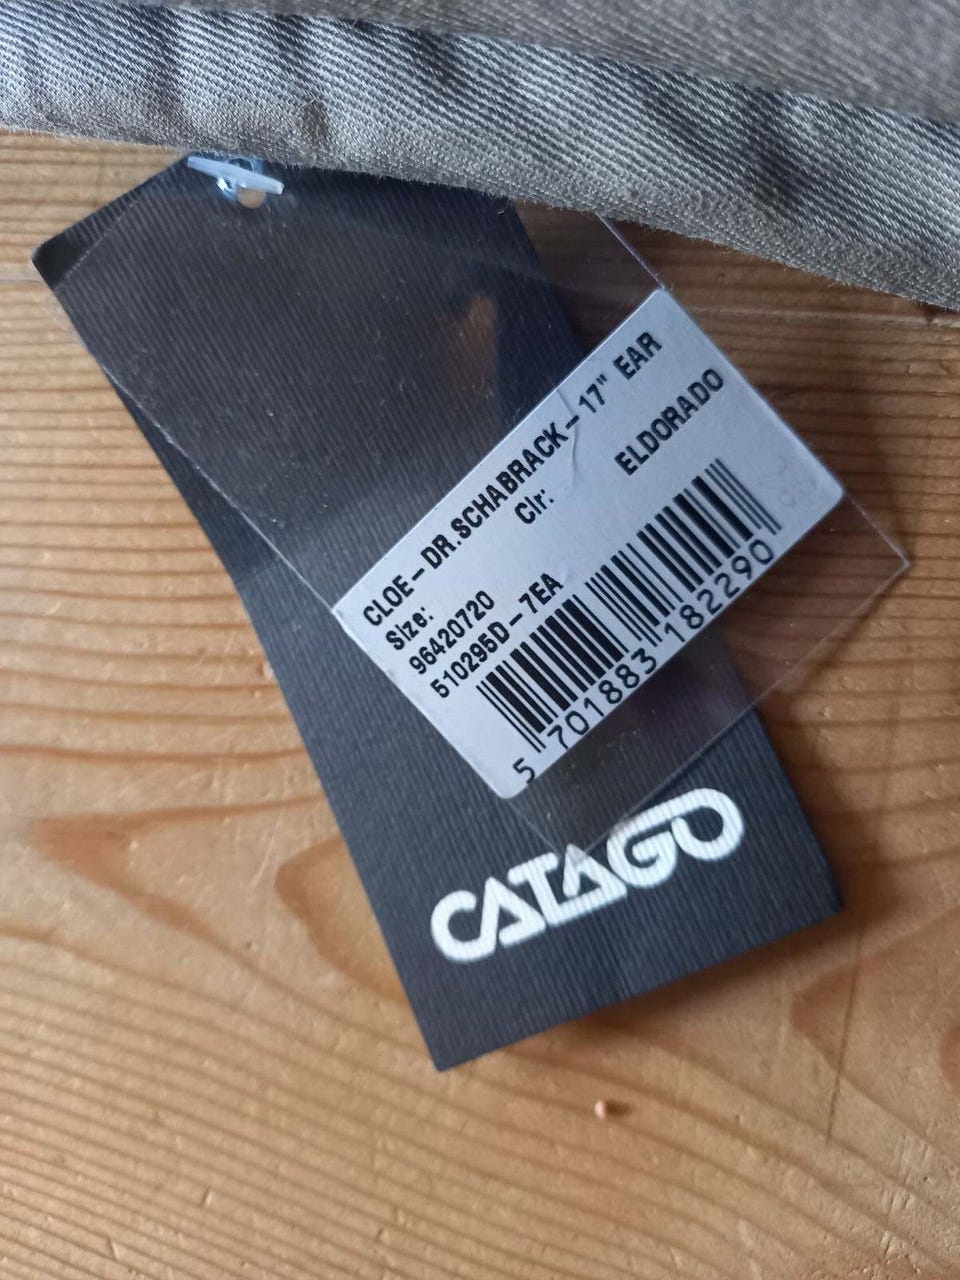 CLOE-DR.SCHABRACK-17" EAR
Size: Clr: ELDORADO
96420720
510295D-7EA
5 701883 182290
CATAGO